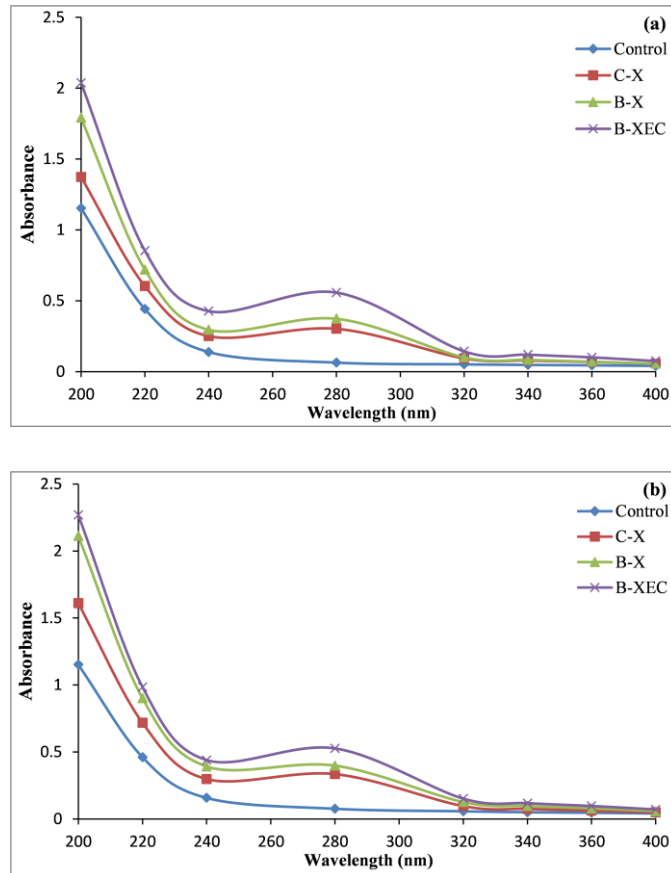 (a)
2.5
2
1.5
1
0.5
0
Absorbance
Control
C-X
B-X
B-XEC
200 220 240 260 280 300 320 340 360 380 400
Wavelength (nm)
(b)
2.5
2
1.5
1
0.5
0
Absorbance
Control
C-X
B-X
B-XEC
200 220 240 260 280 300 320 340 360 380 400
Wavelength (nm)